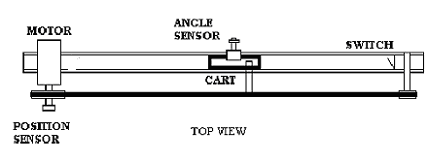 ANGLE
SENSOR
MOTOR
SWITCH
CART
POSITION
SENSOR
TOP VIEW